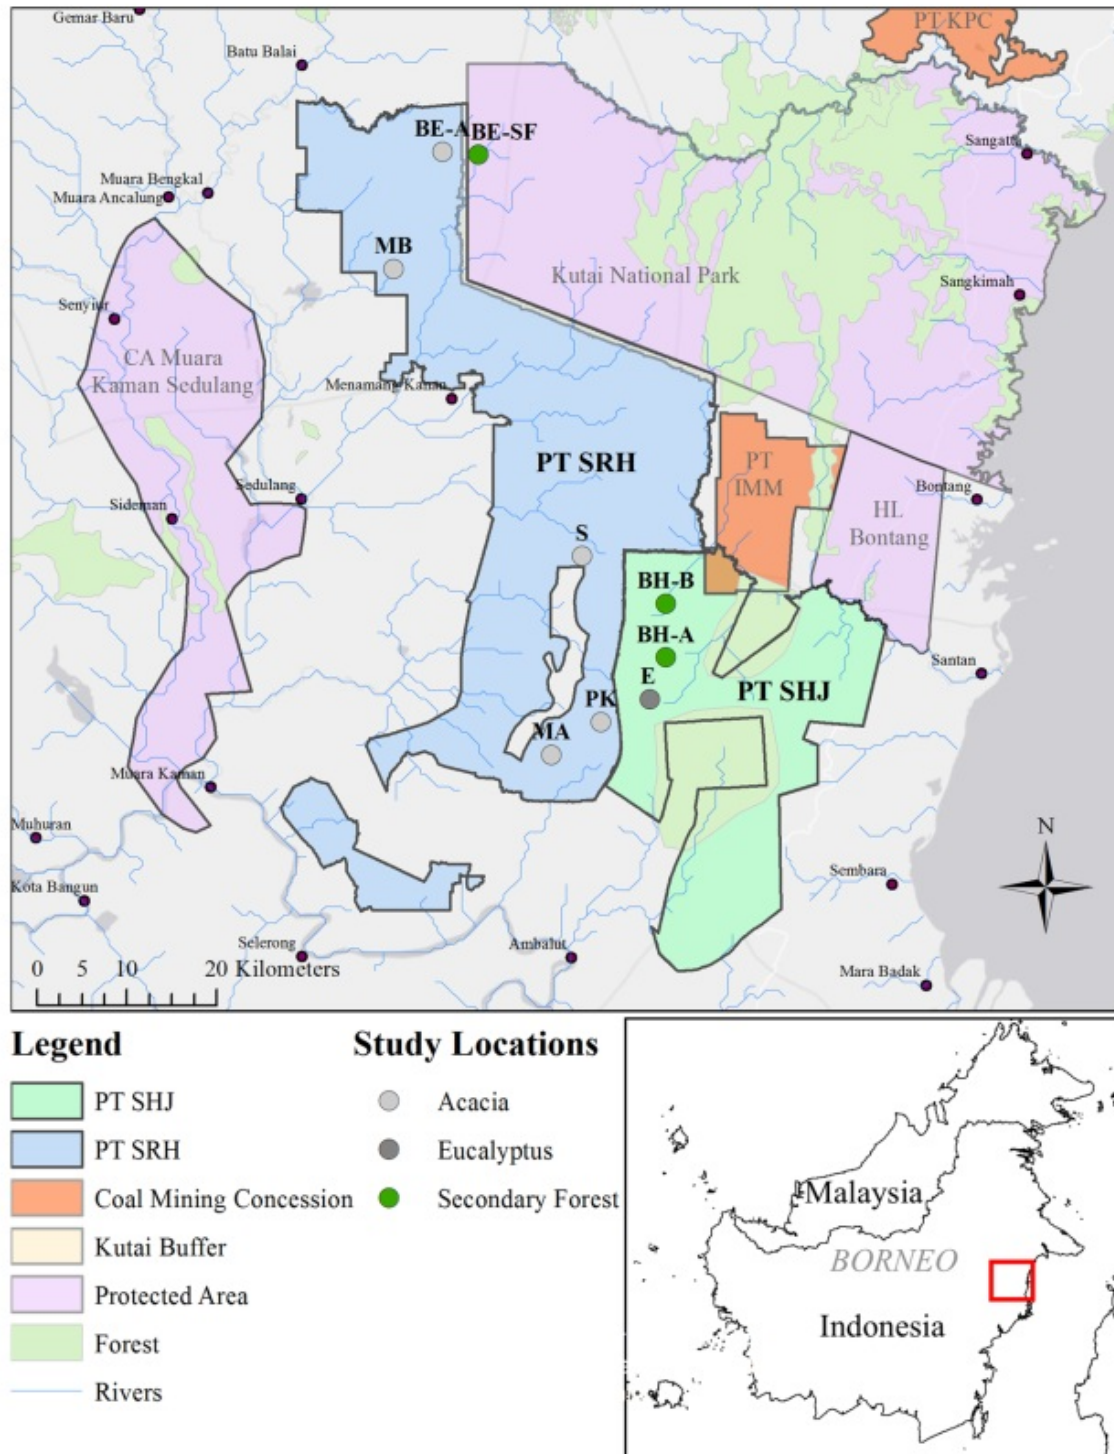 Gemar Baru
PT KPC
Batu Balai
BE-A
BE-SF
Sangatta
Muara Bengkal
Muara Ancalung
MB
Kutai National Park
Sangkimah
Senyiur
CA Muara
Kaman Sedulang
Menamang Kanan
PT SRH
PT
IMM
Sedulang
Bontang
Sideman
HL
Bontang
S
BH-B
BH-A
Santan
E
PT SHJ
PK
MA
Muara Kaman
Muhuran
N
Sembara
Kota Bangun
Selerong
Ambalut
0 5 10 20 Kilometers
Mara Badak
Legend
PT SHJ
PT SRH
Coal Mining Concession
Kutai Buffer
Protected Area
Forest
Rivers
Study Locations
Acacia
Eucalyptus
Secondary Forest
Malaysia
BORNEO
Indonesia